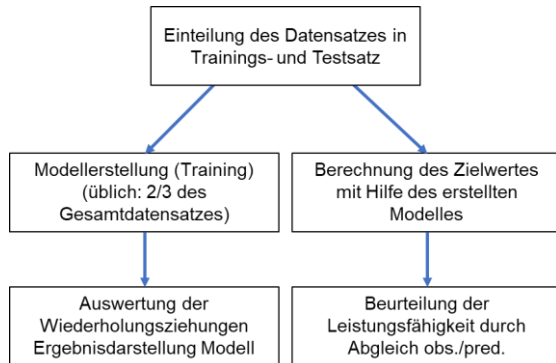 Einteilung des Datensatzes in
Trainings- und Testsatz
Modellerstellung (Training)
(üblich: 2/3 des
Gesamtdatensatzes)
Berechnung des Zielwertes
mit Hilfe des erstellten
Modelles
Auswertung der
Wiederholungsziehungen
Ergebnisdarstellung Modell
Beurteilung der
Leistungsfähigkeit durch
Abgleich obs./pred.